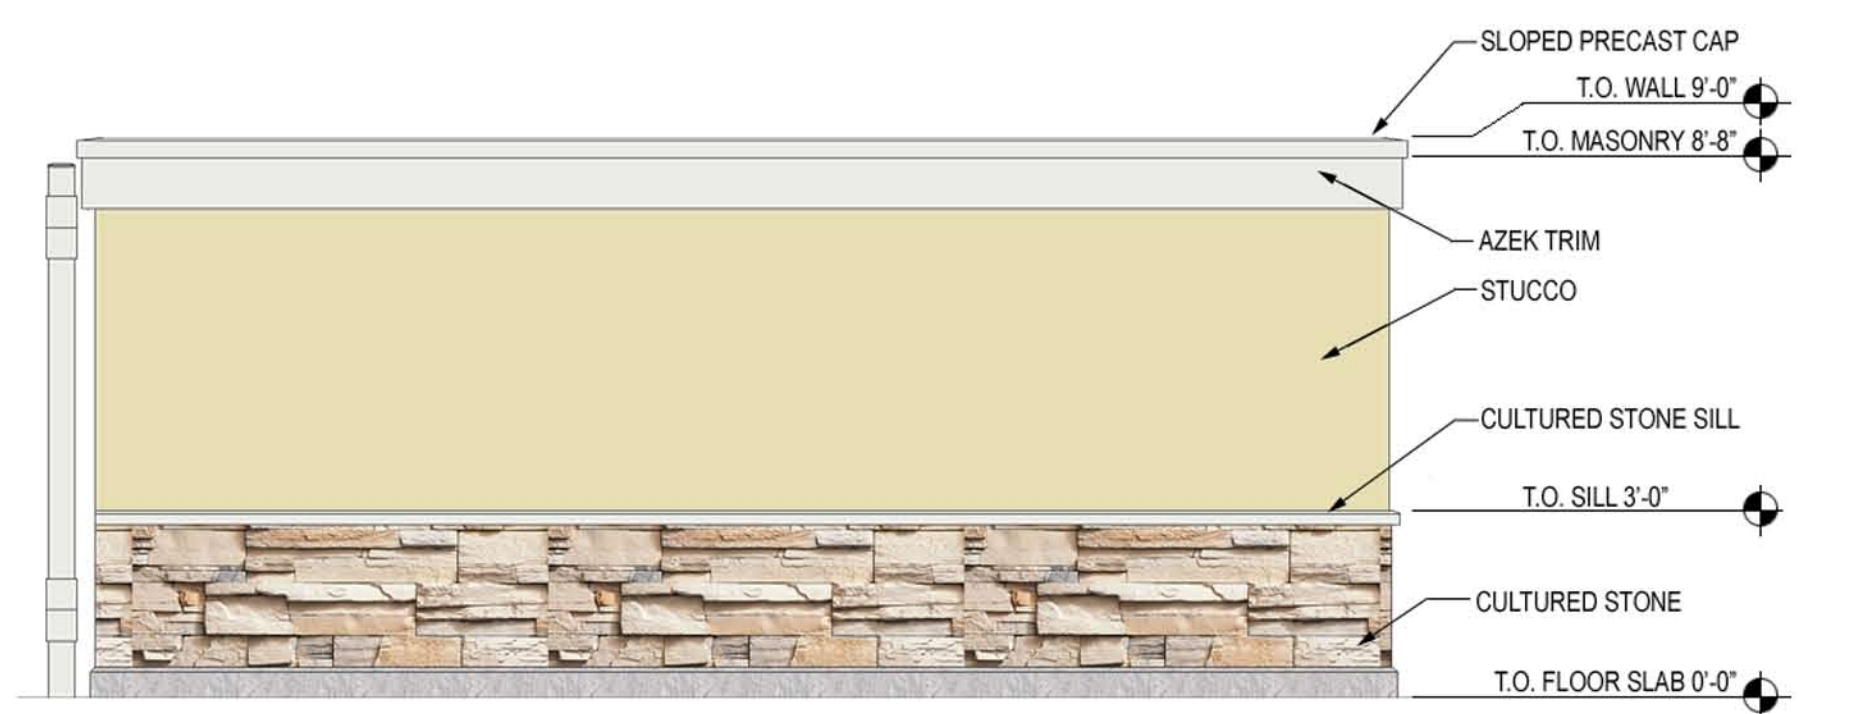 SLOPED PRECAST CAP
T.O. WALL 9'-0"
T.O. MASONRY 8'-8"
AZEK TRIM
STUCCO
CULTURED STONE SILL
T.O. SILL 3'-0"
CULTURED STONE
T.O. FLOOR SLAB 0'-0"